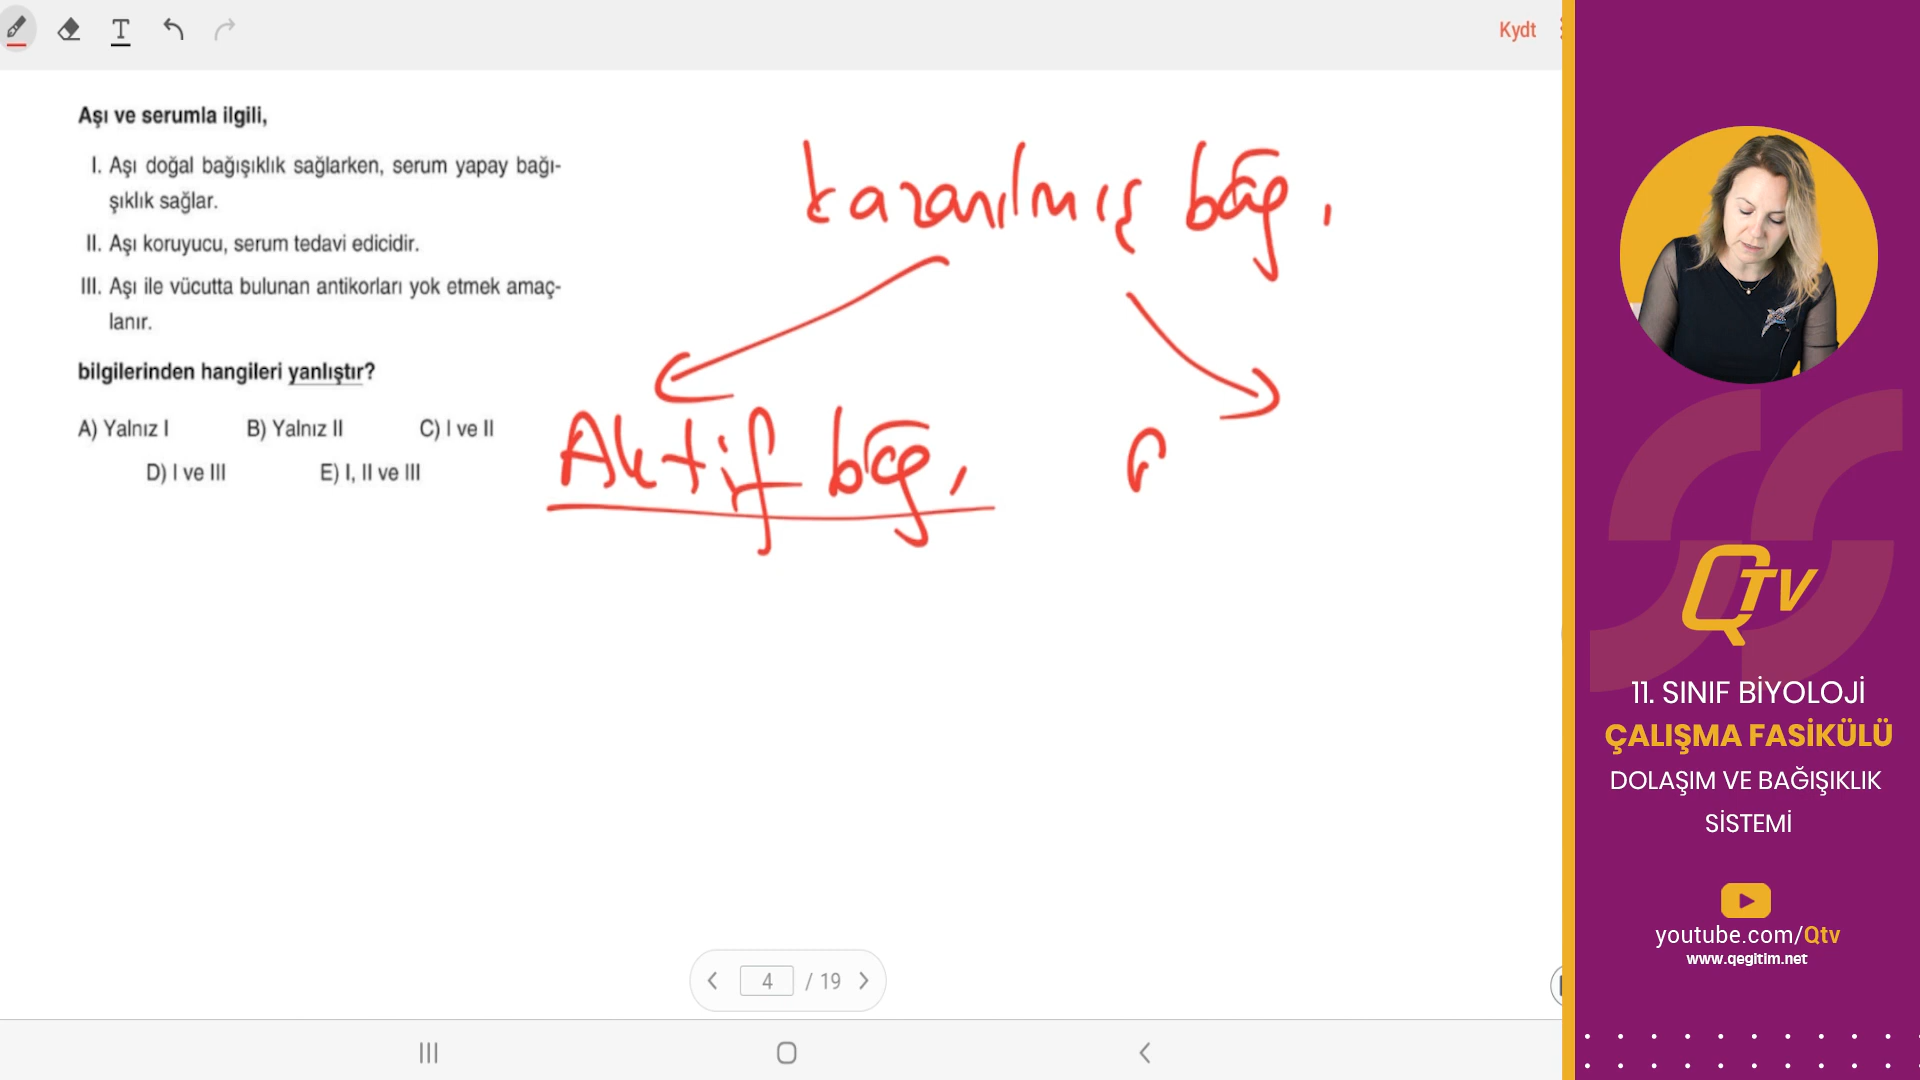 T
Kydt
Aşı ve serumla ilgili,
I. Aşı doğal bağışıklık sağlarken, serum yapay bağı-
şıklık sağlar.
II. Aşı koruyucu, serum tedavi edicidir.
III. Aşı ile vücutta bulunan antikorları yok etmek amaç-
lanır.
bilgilerinden hangileri yanlıştır?
A) Yalnız I B) Yalnız II C) I ve II
D) I ve III E) I, II ve III
kazanılmış bağ.
Aktif bağ.
4 / 19
QTV
11. SINIF BİYOLOJİ
ÇALIŞMA FASİKÜLÜ
DOLAŞIM VE BAĞIŞIKLIK
SİSTEMİ
youtube.com/Qtv
www.qegitim.net